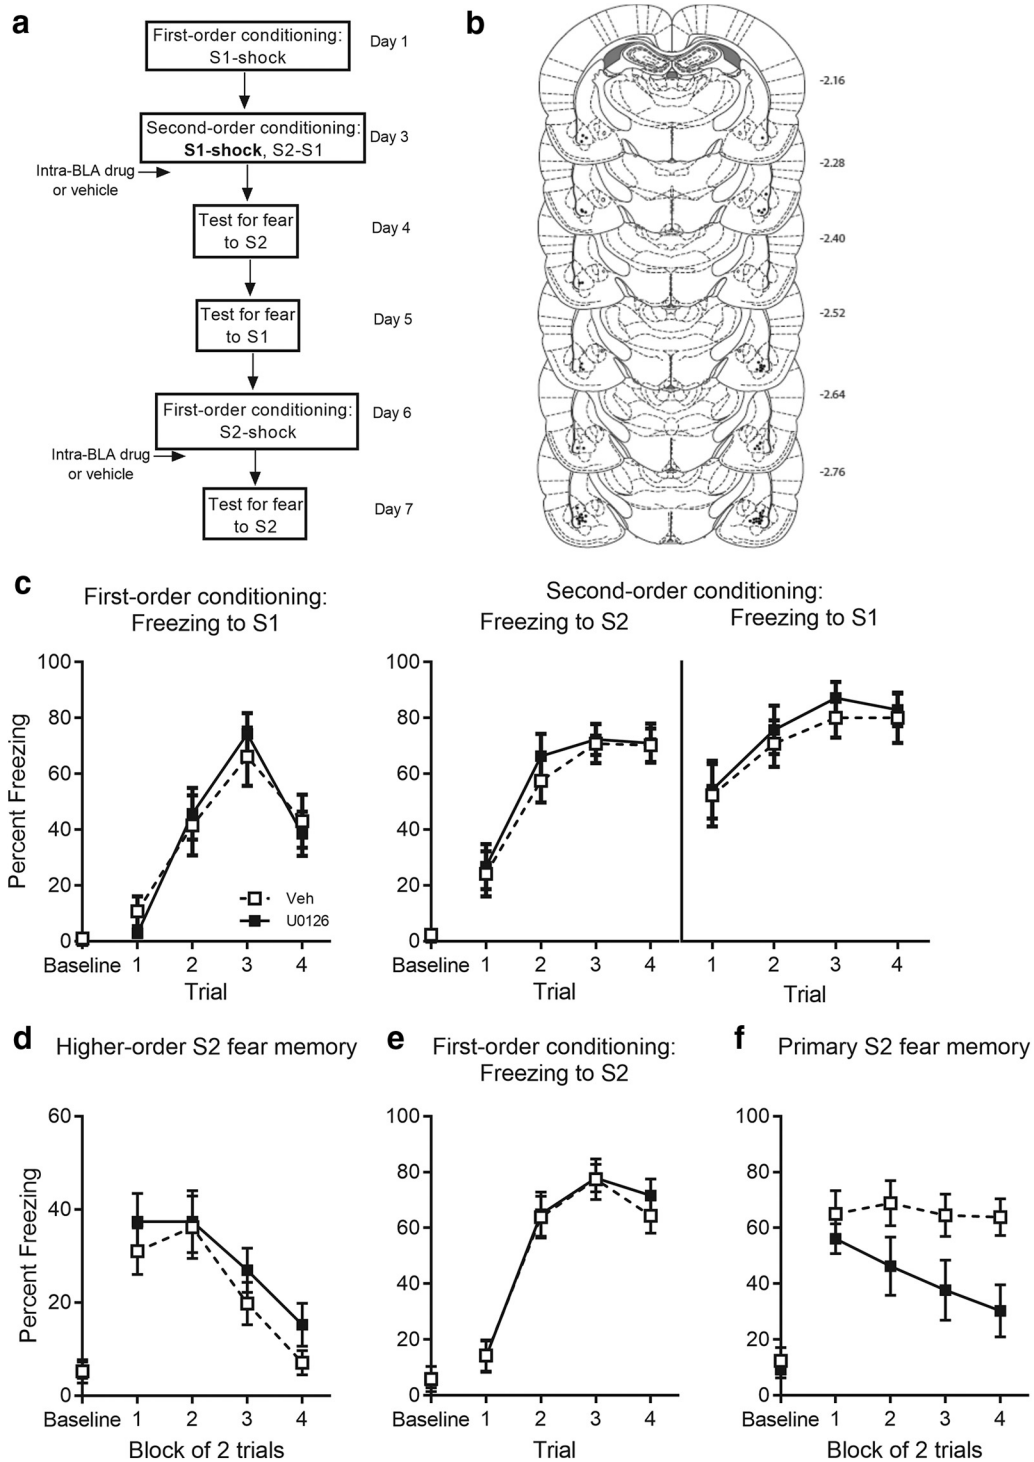 a
First-order conditioning:
S1-shock
Day 1
Second-order conditioning:
S1-shock, S2-S1
Day 3
Intra-BLA drug
or vehicle
Test for fear
to S2
Day 4
Test for fear
to S1
Day 5
First-order conditioning:
S2-shock
Day 6
Intra-BLA drug
or vehicle
Test for fear
to S2
Day 7
b
-2.16
-2.28
-2.40
-2.52
-2.64
-2.76
c
First-order conditioning:
Freezing to S1
Percent Freezing
100
80
60
40
20
0
Veh
U0126
Baseline 1 2 3 4
Trial
Second-order conditioning:
Freezing to S2
Freezing to S1
100
80
60
40
20
0
Baseline 1 2 3 4
Trial
1 2 3 4
Trial
d
Higher-order S2 fear memory
Percent Freezing
60
40
20
0
Baseline 1 2 3 4
Block of 2 trials
e
First-order conditioning:
Freezing to S2
100
80
60
40
20
0
Baseline 1 2 3 4
Trial
f
Primary S2 fear memory
100
80
60
40
20
0
Baseline 1 2 3 4
Block of 2 trials